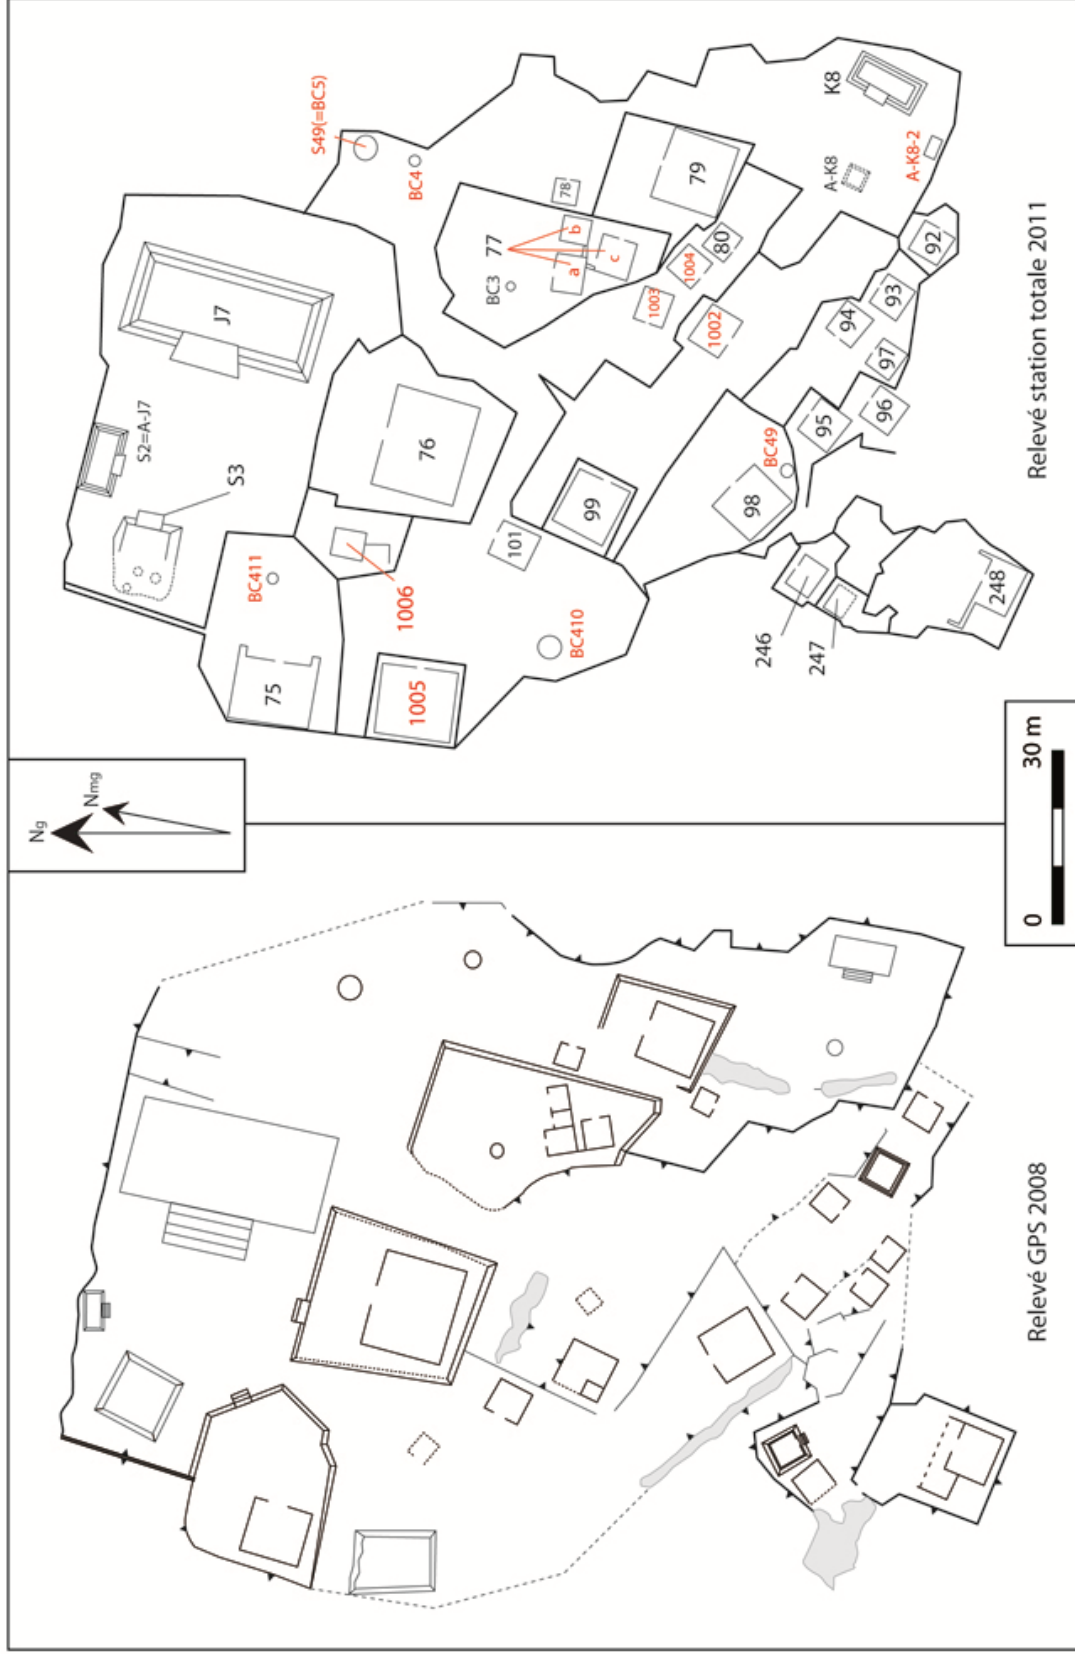 Relevé GPS 2008
Ng
Nmg
0
30 m
Relevé station totale 2011
S49(=BC5)
BC4
J7
S2=A-J7
S3
76
BC411
75
1006
1005
BC410
101
99
77
a
b
c
BC3
78
79
80
1004
1003
1002
K8
A-K8
A-K8-2
92
93
94
97
96
95
BC49
98
246
247
248